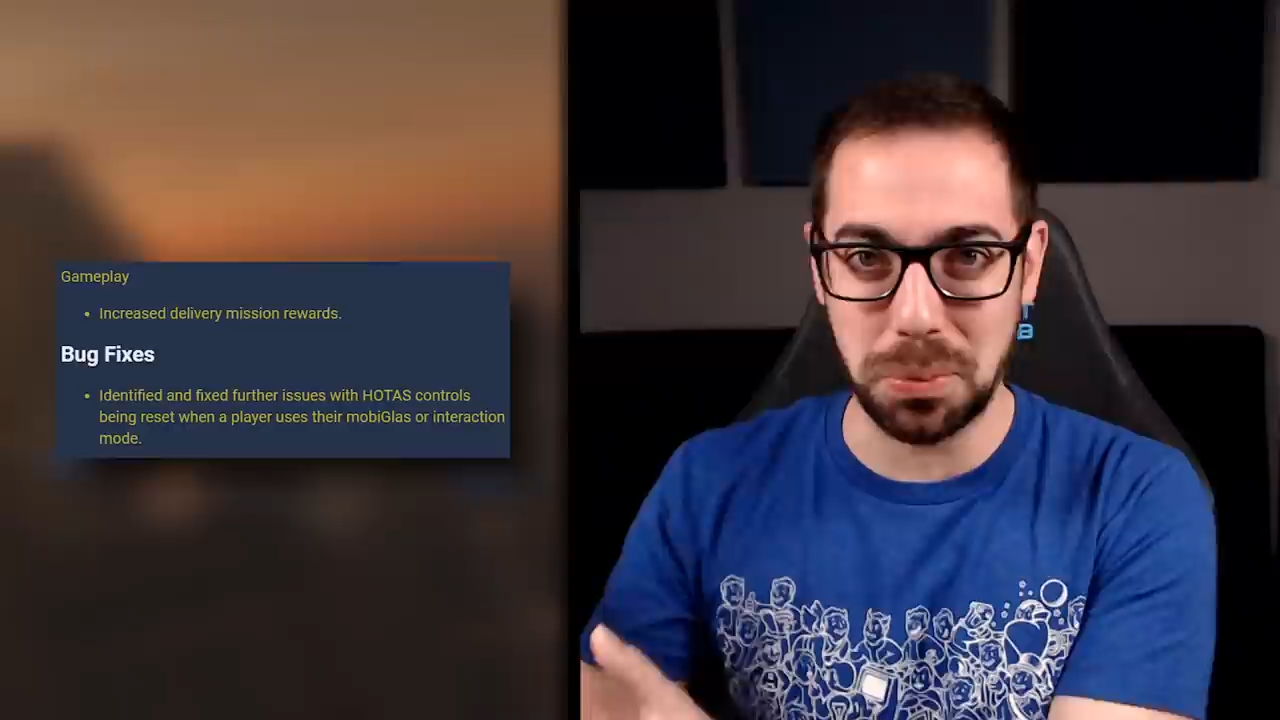 Gameplay
• Increased delivery mission rewards.
Bug Fixes
• Identified and fixed further issues with HOTAS controls
being reset when a player uses their mobiGlas or interaction
mode.
T
B